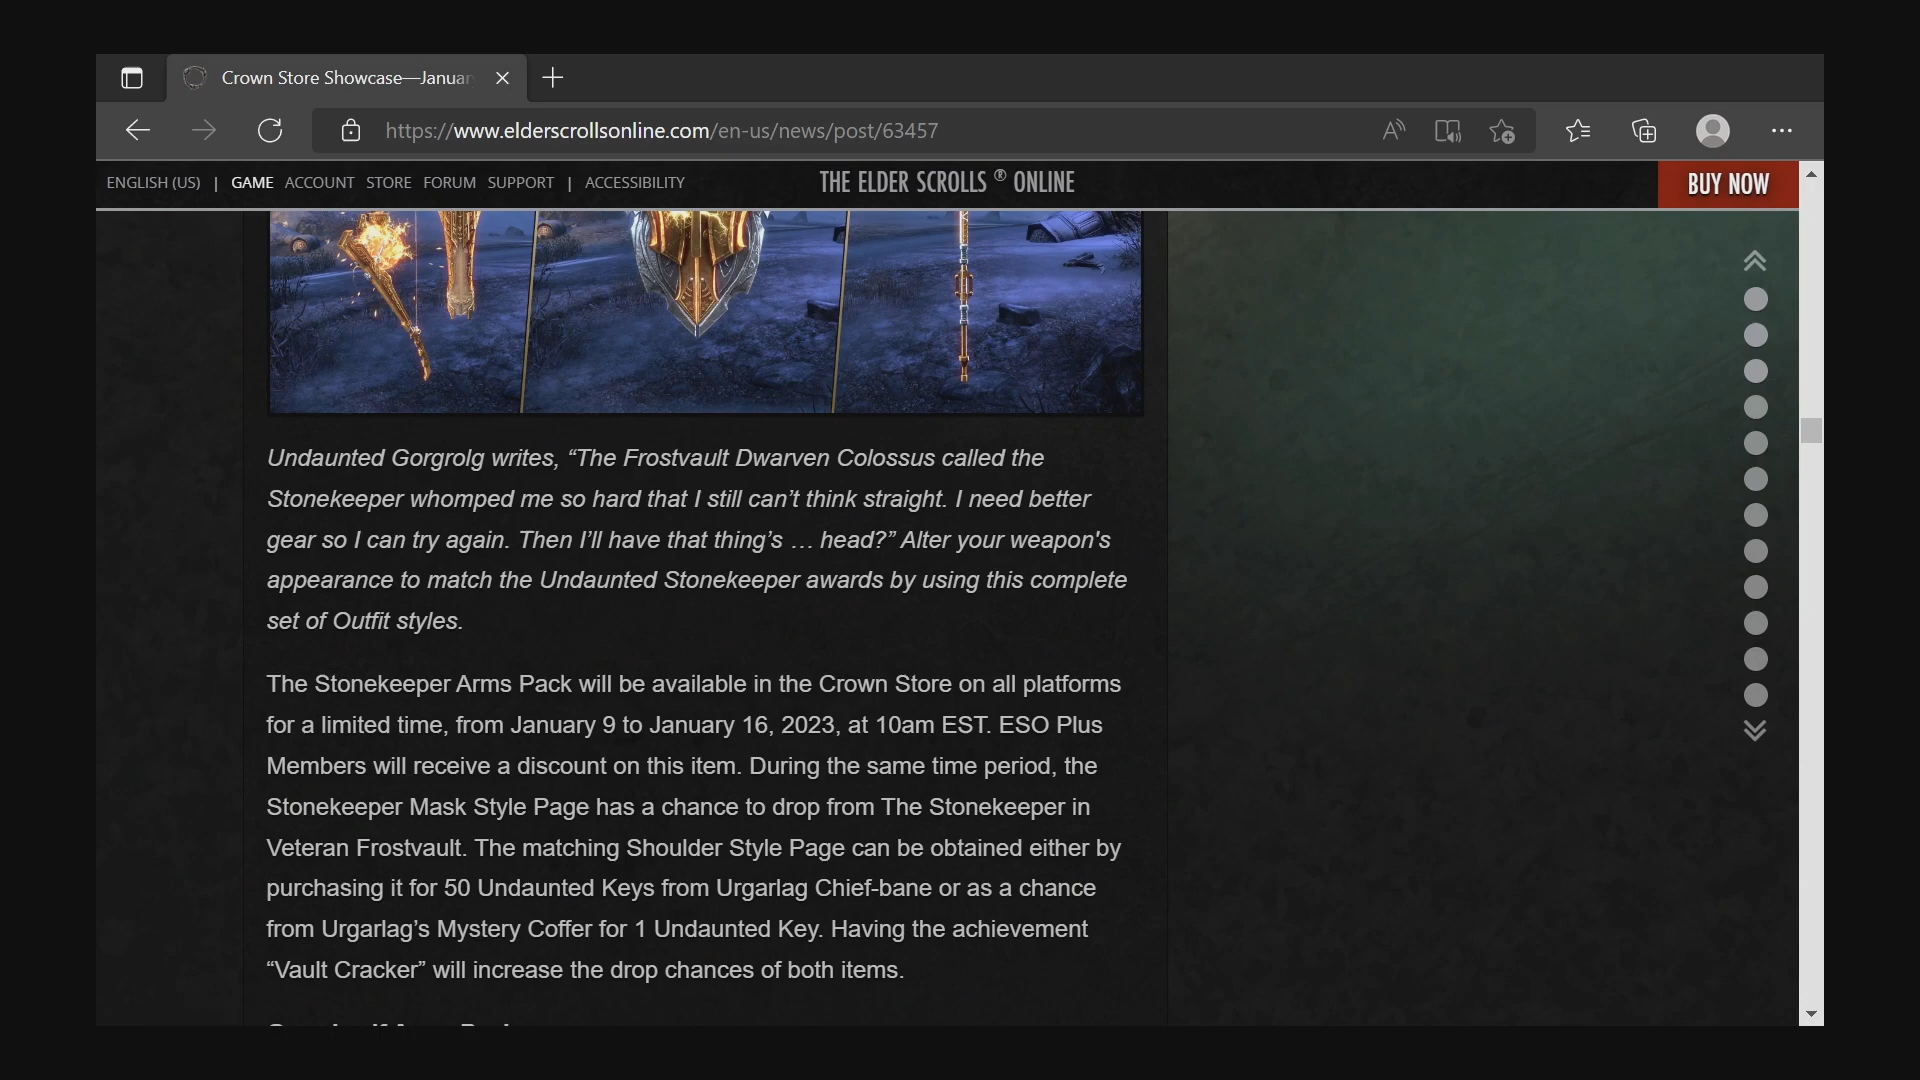 Crown Store Showcase—Januar
https://www.elderscrollsonline.com/en-us/news/post/63457
ENGLISH (US) | GAME ACCOUNT STORE FORUM SUPPORT | ACCESSIBILITY
THE ELDER SCROLLS ® ONLINE
BUY NOW
Undaunted Gorgrolg writes, “The Frostvault Dwarven Colossus called the
Stonekeeper whomped me so hard that I still can’t think straight. I need better
gear so I can try again. Then I’ll have that thing’s … head?” Alter your weapon's
appearance to match the Undaunted Stonekeeper awards by using this complete
set of Outfit styles.
The Stonekeeper Arms Pack will be available in the Crown Store on all platforms
for a limited time, from January 9 to January 16, 2023, at 10am EST. ESO Plus
Members will receive a discount on this item. During the same time period, the
Stonekeeper Mask Style Page has a chance to drop from The Stonekeeper in
Veteran Frostvault. The matching Shoulder Style Page can be obtained either by
purchasing it for 50 Undaunted Keys from Urgarlag Chief-bane or as a chance
from Urgarlag’s Mystery Coffer for 1 Undaunted Key. Having the achievement
“Vault Cracker” will increase the drop chances of both items.